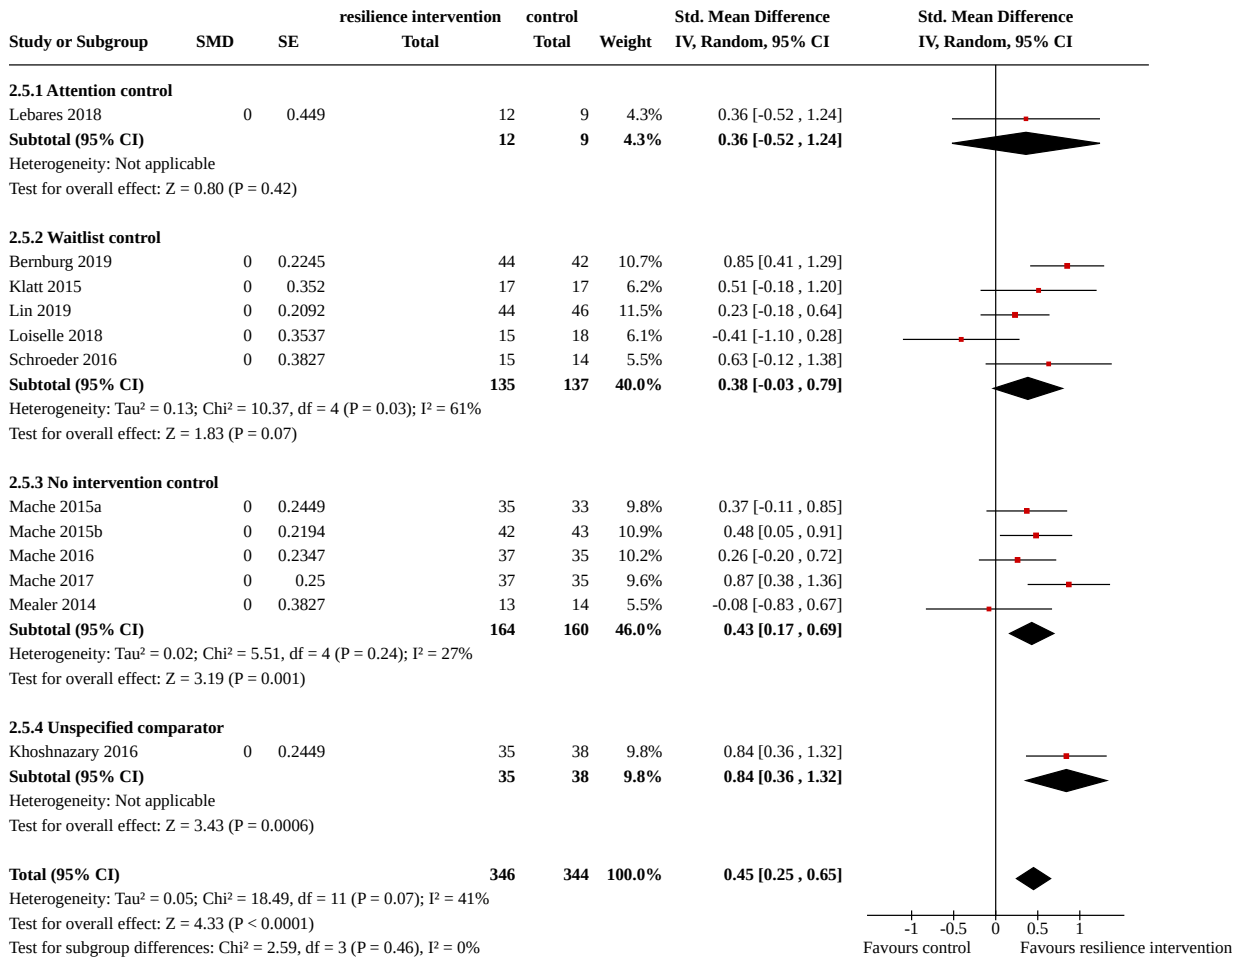 resilience intervention control Std. Mean Difference Std. Mean Difference
Study or Subgroup SMD SE Total Total Weight IV, Random, 95% CI IV, Random, 95% CI
2.5.1 Attention control
Lebares 2018 0 0.449 12 9 4.3% 0.36 [-0.52 , 1.24]
Subtotal (95% CI) 12 9 4.3% 0.36 [-0.52 , 1.24]
Heterogeneity: Not applicable
Test for overall effect: Z = 0.80 (P = 0.42)
2.5.2 Waitlist control
Bernburg 2019 0 0.2245 44 42 10.7% 0.85 [0.41 , 1.29]
Klatt 2015 0 0.352 17 17 6.2% 0.51 [-0.18 , 1.20]
Lin 2019 0 0.2092 44 46 11.5% 0.23 [-0.18 , 0.64]
Loiselle 2018 0 0.3537 15 18 6.1% -0.41 [-1.10 , 0.28]
Schroeder 2016 0 0.3827 15 14 5.5% 0.63 [-0.12 , 1.38]
Subtotal (95% CI) 135 137 40.0% 0.38 [-0.03 , 0.79]
Heterogeneity: Tau² = 0.13; Chi² = 10.37, df = 4 (P = 0.03); I² = 61%
Test for overall effect: Z = 1.83 (P = 0.07)
2.5.3 No intervention control
Mache 2015a 0 0.2449 35 33 9.8% 0.37 [-0.11 , 0.85]
Mache 2015b 0 0.2194 42 43 10.9% 0.48 [0.05 , 0.91]
Mache 2016 0 0.2347 37 35 10.2% 0.26 [-0.20 , 0.72]
Mache 2017 0 0.25 37 35 9.6% 0.87 [0.38 , 1.36]
Mealer 2014 0 0.3827 13 14 5.5% -0.08 [-0.83 , 0.67]
Subtotal (95% CI) 164 160 46.0% 0.43 [0.17 , 0.69]
Heterogeneity: Tau² = 0.02; Chi² = 5.51, df = 4 (P = 0.24); I² = 27%
Test for overall effect: Z = 3.19 (P = 0.001)
2.5.4 Unspecified comparator
Khoshnazary 2016 0 0.2449 35 38 9.8% 0.84 [0.36 , 1.32]
Subtotal (95% CI) 35 38 9.8% 0.84 [0.36 , 1.32]
Heterogeneity: Not applicable
Test for overall effect: Z = 3.43 (P = 0.0006)
Total (95% CI) 346 344 100.0% 0.45 [0.25 , 0.65]
Heterogeneity: Tau² = 0.05; Chi² = 18.49, df = 11 (P = 0.07); I² = 41%
Test for overall effect: Z = 4.33 (P < 0.0001) -1 -0.5 0 0.5 1
Test for subgroup differences: Chi² = 2.59, df = 3 (P = 0.46), I² = 0% Favours control Favours resilience intervention